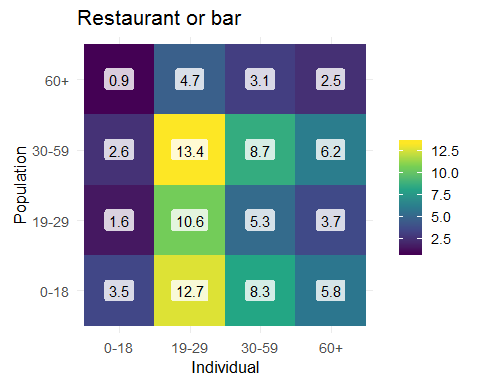 Restaurant or bar
Population
60+ 0.9 4.7 3.1 2.5
30-59 2.6 13.4 8.7 6.2
19-29 1.6 10.6 5.3 3.7
0-18 3.5 12.7 8.3 5.8
0-18 19-29 30-59 60+
Individual
12.5
10.0
7.5
5.0
2.5